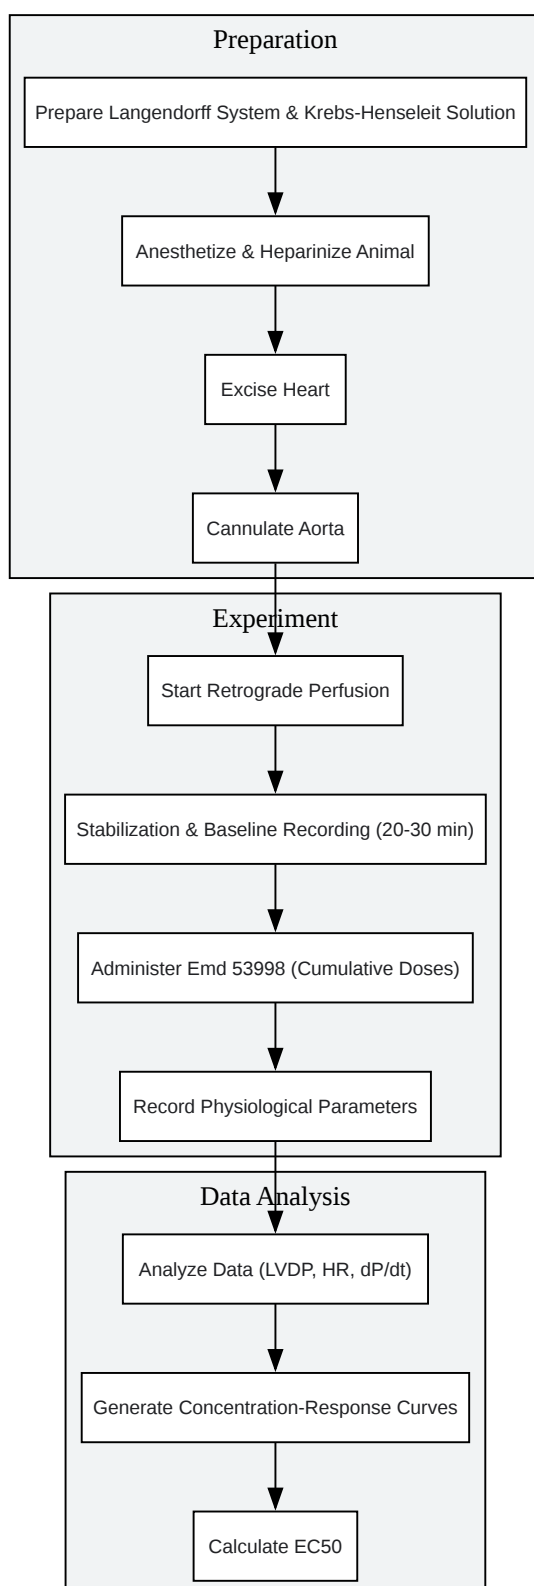 Preparation
Prepare Langendorff System & Krebs-Henseleit Solution
Anesthetize & Heparinize Animal
Excise Heart
Cannulate Aorta
Experiment
Start Retrograde Perfusion
Stabilization & Baseline Recording (20-30 min)
Administer Emd 53998 (Cumulative Doses)
Record Physiological Parameters
Data Analysis
Analyze Data (LVDP, HR, dP/dt)
Generate Concentration-Response Curves
Calculate EC50